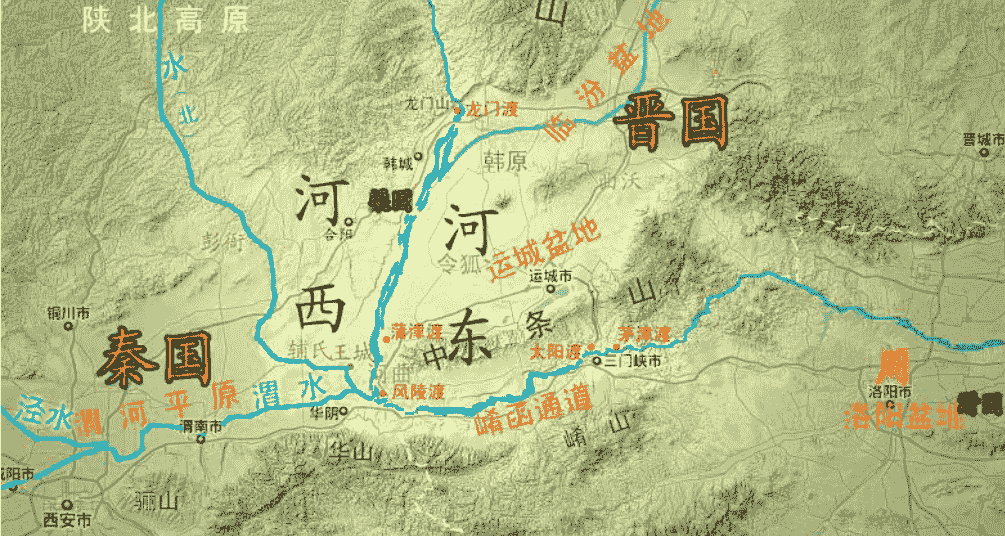 陕北高原
山
水
（北）
龙门山
龙门渡
临汾盆地
晋国
晋城市
韩城
韩原
曲沃
河西
合阳
河东
彭衙
令狐
运城盆地
运城市
铜川市
秦国
蒲津渡
辅氏
王城
中条山
茅津渡
太阳渡
三门峡市
周
洛阳市
洛阳盆地
风陵渡
渭水
泾水
河平原
渭南市
华阴
崤函通道
崤山
华山
骊山
咸阳市
西安市